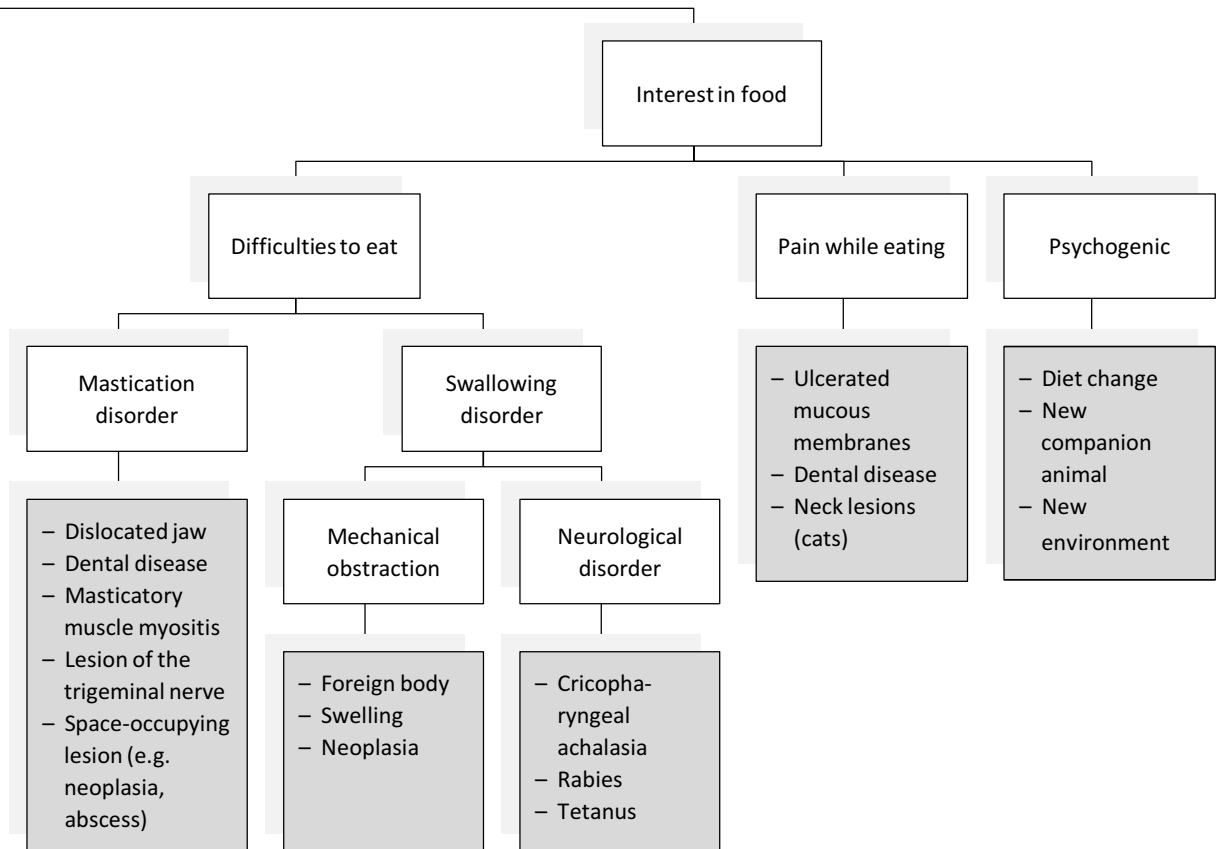 Interest in food
Difficulties to eat
Pain while eating
Psychogenic
Mastication
disorder
Swallowing
disorder
– Ulcerated
mucous
membranes
– Dental disease
– Neck lesions
(cats)
– Diet change
– New
companion
animal
– New
environment
– Dislocated jaw
– Dental disease
– Masticatory
muscle myositis
– Lesion of the
trigeminal nerve
– Space-occupying
lesion (e.g.
neoplasia,
abscess)
Mechanical
obstraction
Neurological
disorder
– Foreign body
– Swelling
– Neoplasia
– Cricopha-
ryngeal
achalasia
– Rabies
– Tetanus